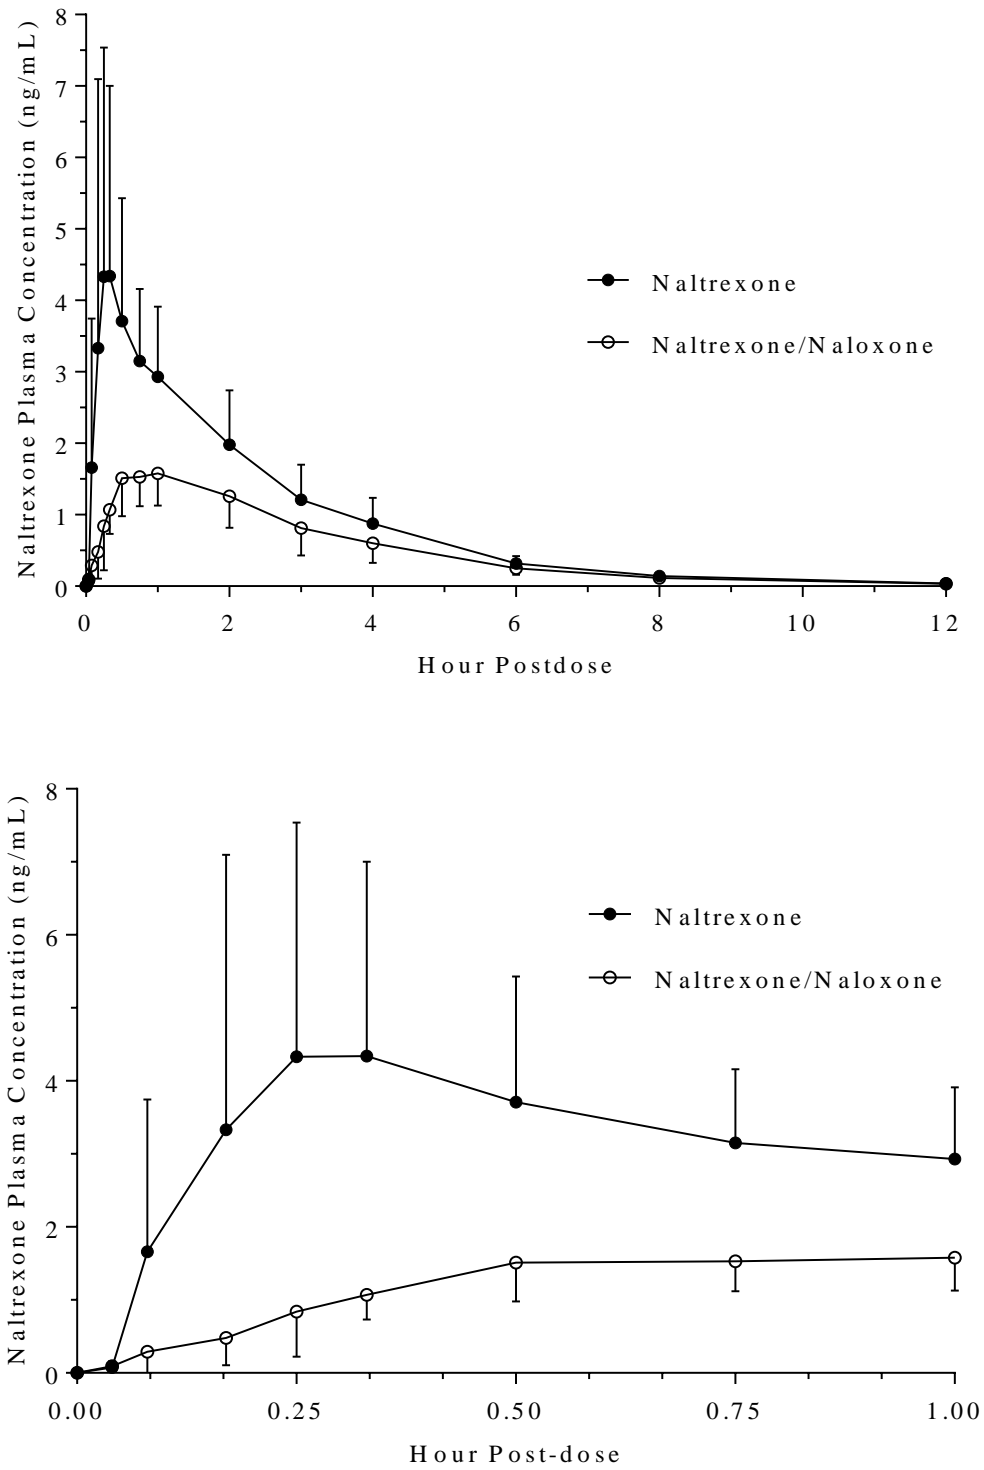 8
7
6
5
4
3
2
1
0
Naltrexone Plasma Concentration (ng/mL)
Naltrexone
Naltrexone/Naloxone
0 2 4 6 8 10 12
Hour Postdose
8
6
4
2
0
Naltrexone Plasma Concentration (ng/mL)
Naltrexone
Naltrexone/Naloxone
0.00 0.25 0.50 0.75 1.00
Hour Post-dose